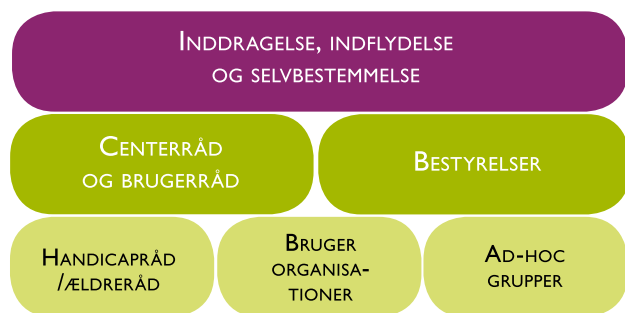 Inddragelse, indflydelse
og selvbestemmelse
Centerråd
og brugerråd
Bestyrelser
Handicapråd
/ældreråd
Bruger
organisa-
tioner
Ad-hoc
grupper